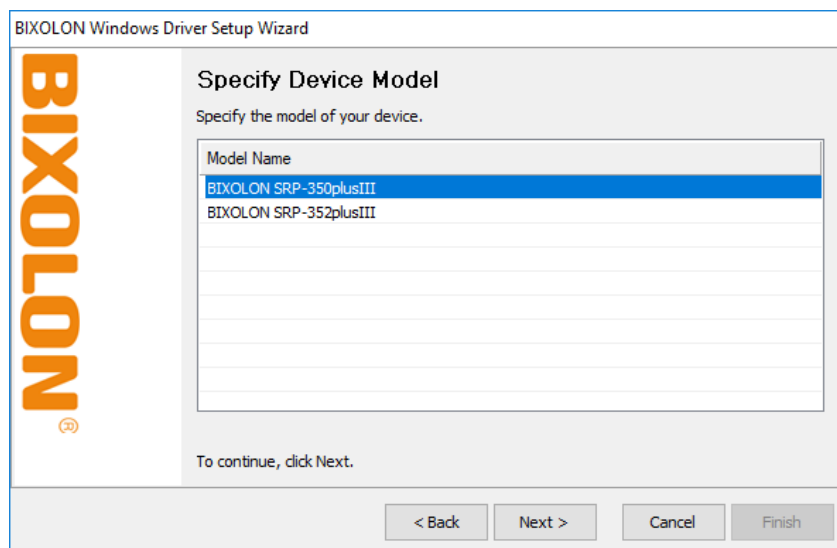 BIXOLON Windows Driver Setup Wizard
BIXOLON®
Specify Device Model
Specify the model of your device.
Model Name
BIXOLON SRP-350plusIII
BIXOLON SRP-352plusIII
To continue, click Next.
< Back
Next >
Cancel
Finish